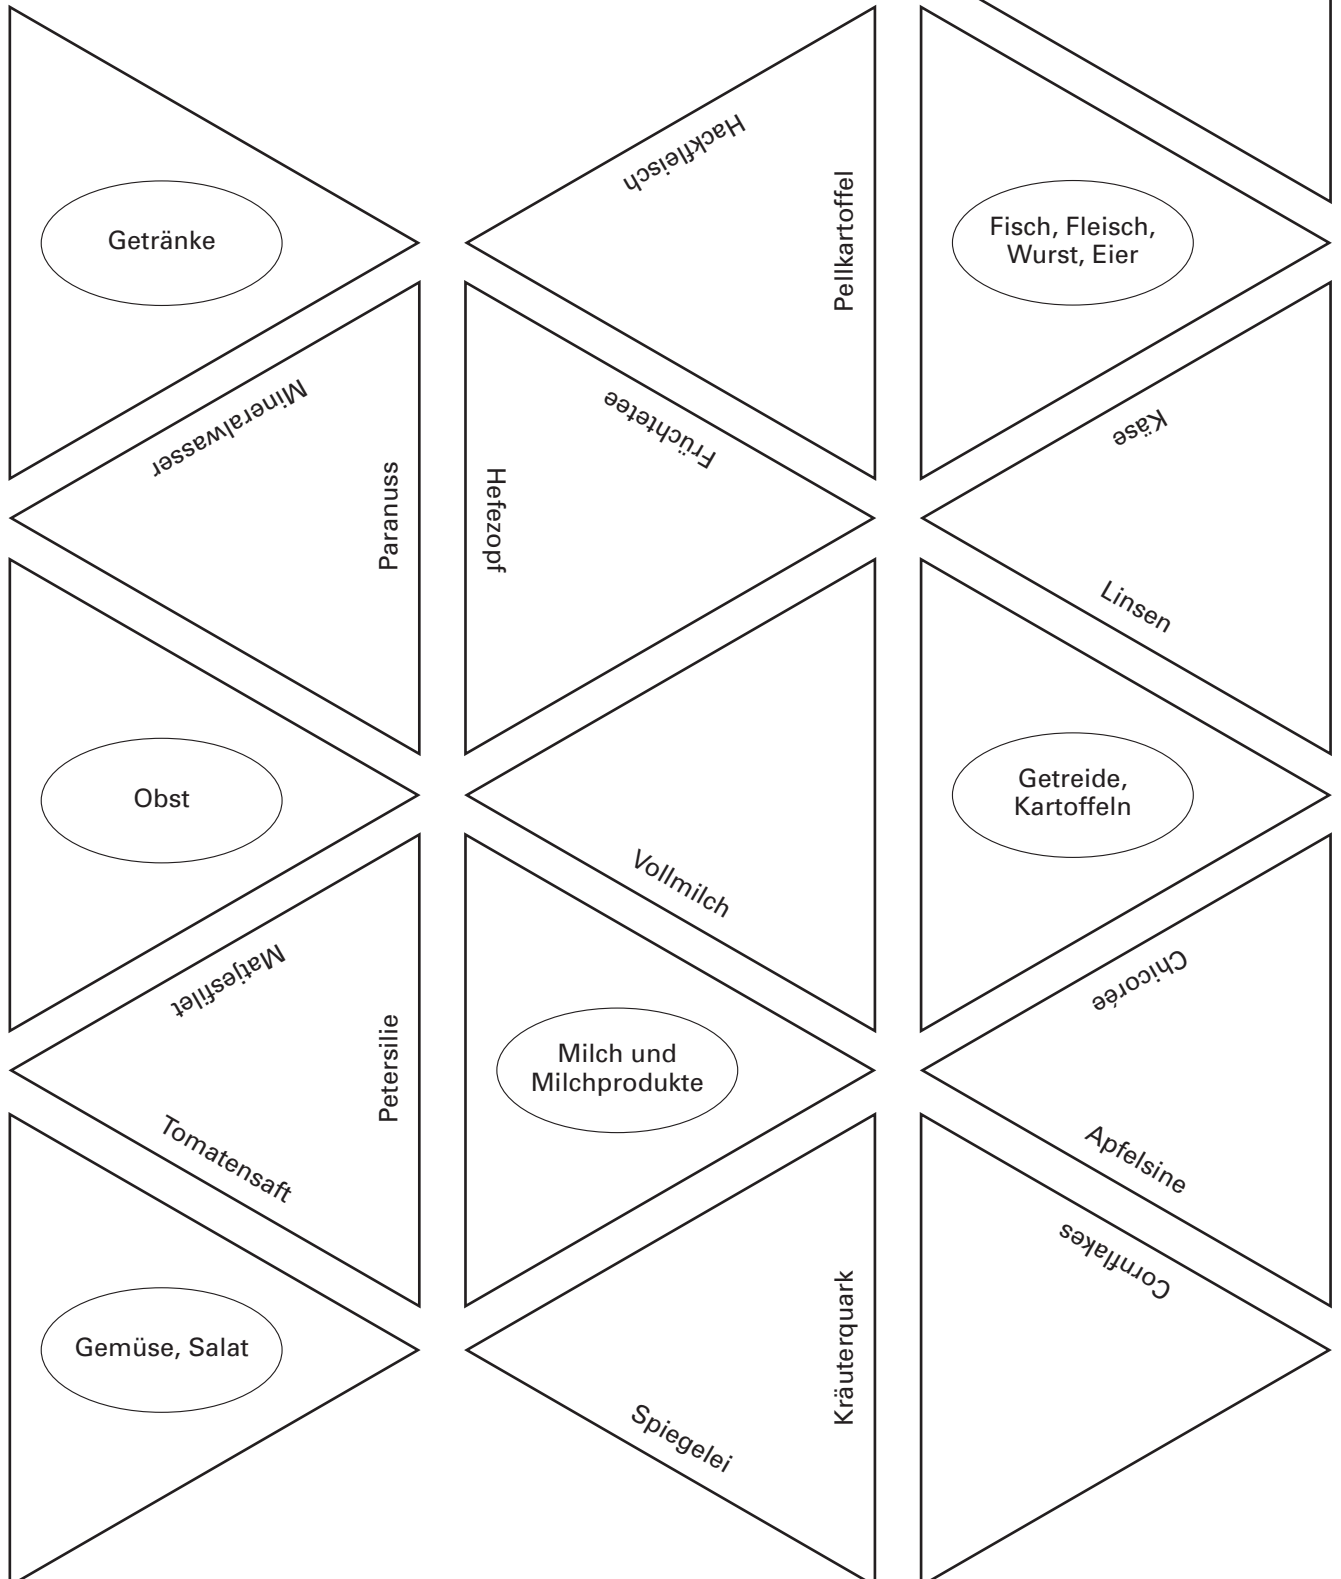 Hackfleisch
Pellkartoffel
Getränke
Fisch, Fleisch,
Wurst, Eier
Mineralwasser
Paranuss
Hefezopf
Früchtetee
Käse
Linsen
Obst
Getreide,
Kartoffeln
Vollmilch
Matjesfilet
Petersilie
Tomatensaft
Milch und
Milchprodukte
Chicorée
Apfelsine
Cornflakes
Gemüse, Salat
Kräuterquark
Spiegelei